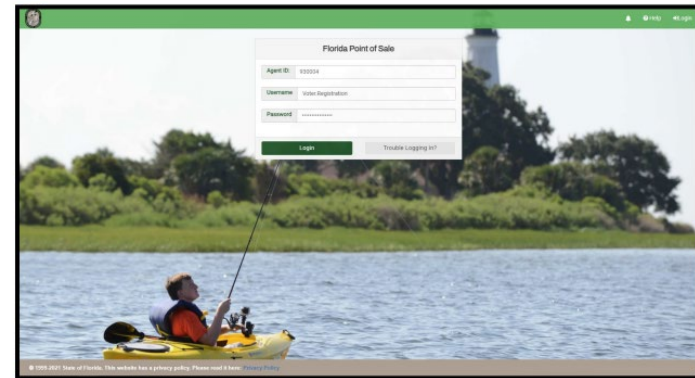 Help Login
Florida Point of Sale
Agent ID:
Username Voter Registration
Password ••••••••••••
Login Trouble Logging In?
© 1999-2021 State of Florida. This website has a privacy policy. Please read it here: Privacy Policy